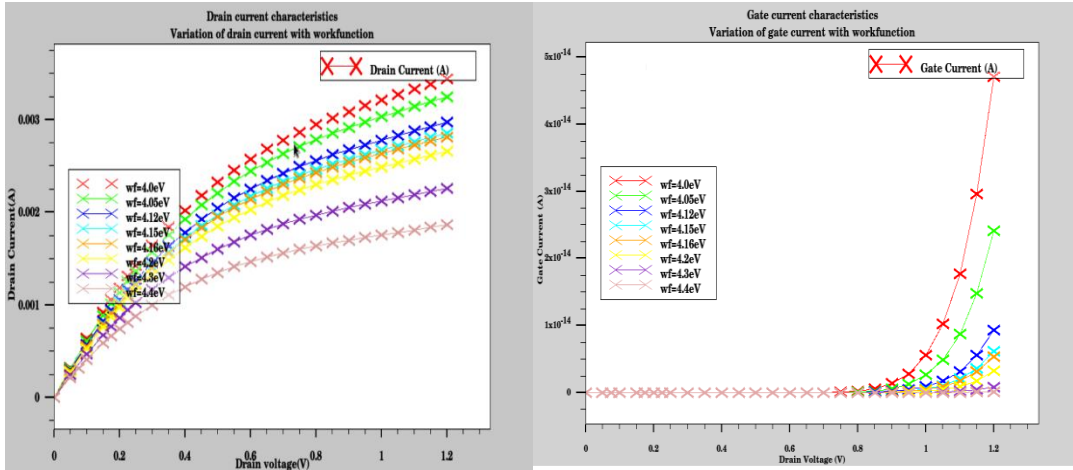 Drain current characteristics
Variation of drain current with workfunction
Drain Current (A)
0.003
0.002
0.001
0
Drain Current(A)
wf=4.0eV
wf=4.05eV
wf=4.12eV
wf=4.15eV
wf=4.16eV
wf=4.2eV
wf=4.3eV
wf=4.4eV
0
0.2
0.4
0.6
0.8
1
1.2
Drain voltage(V)
Gate current characteristics
Variation of gate current with workfunction
Gate Current (A)
5x10⁻¹⁴
4x10⁻¹⁴
3x10⁻¹⁴
2x10⁻¹⁴
1x10⁻¹⁴
0
Gate Current (A)
wf=4.0eV
wf=4.05eV
wf=4.12eV
wf=4.15eV
wf=4.16eV
wf=4.2eV
wf=4.3eV
wf=4.4eV
0
0.2
0.4
0.6
0.8
1
1.2
Drain Voltage (V)